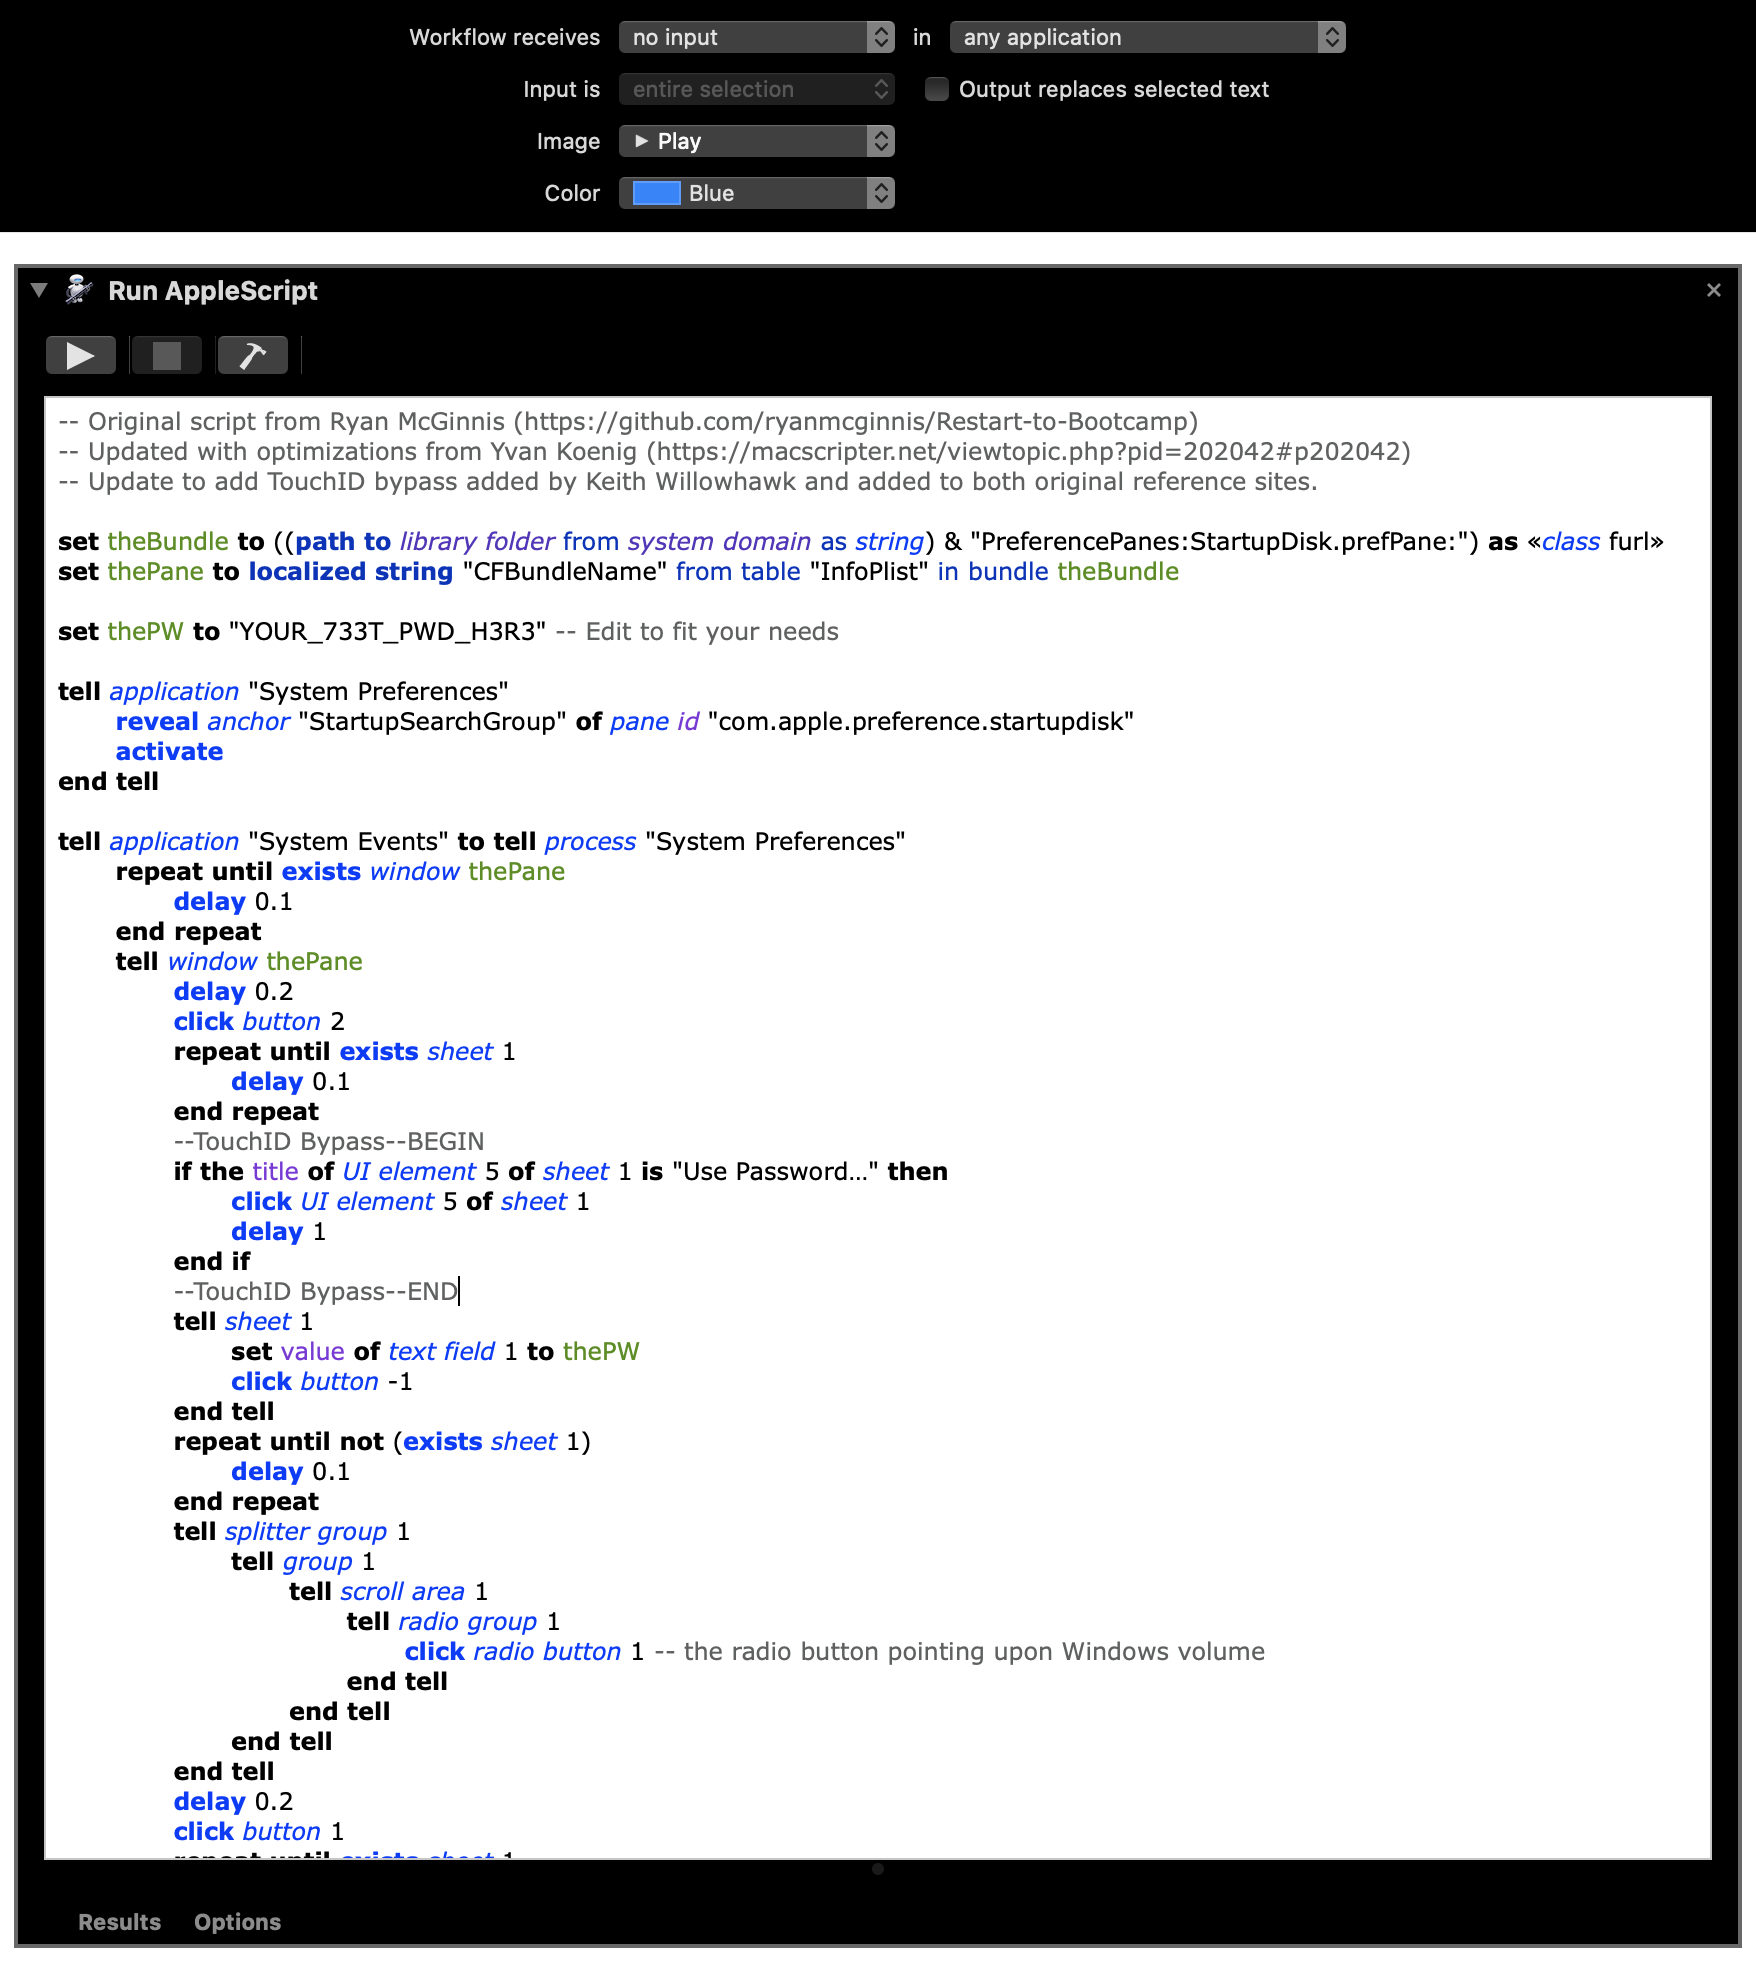 Workflow receives no input in any application
Input is entire selection Output replaces selected text
Image Play
Color Blue
Run AppleScript
-- Original script from Ryan McGinnis (https://github.com/ryanmcginnis/Restart-to-Bootcamp)
-- Updated with optimizations from Yvan Koenig (https://macscripter.net/viewtopic.php?pid=202042#p202042)
-- Update to add TouchID bypass added by Keith Willowhawk and added to both original reference sites.
set theBundle to ((path to library folder from system domain as string) & "PreferencePanes:StartupDisk.prefPane:") as «class furl»
set thePane to localized string "CFBundleName" from table "InfoPlist" in bundle theBundle
set thePW to "YOUR_733T_PWD_H3R3" -- Edit to fit your needs
tell application "System Preferences"
reveal anchor "StartupSearchGroup" of pane id "com.apple.preference.startupdisk"
activate
end tell
tell application "System Events" to tell process "System Preferences"
repeat until exists window thePane
delay 0.1
end repeat
tell window thePane
delay 0.2
click button 2
repeat until exists sheet 1
delay 0.1
end repeat
--TouchID Bypass--BEGIN
if the title of UI element 5 of sheet 1 is "Use Password…" then
click UI element 5 of sheet 1
delay 1
end if
--TouchID Bypass--END
tell sheet 1
set value of text field 1 to thePW
click button -1
end tell
repeat until not (exists sheet 1)
delay 0.1
end repeat
tell splitter group 1
tell group 1
tell scroll area 1
tell radio group 1
click radio button 1 -- the radio button pointing upon Windows volume
end tell
end tell
end tell
end tell
delay 0.2
click button 1
repeat until exists sheet 1
Results Options